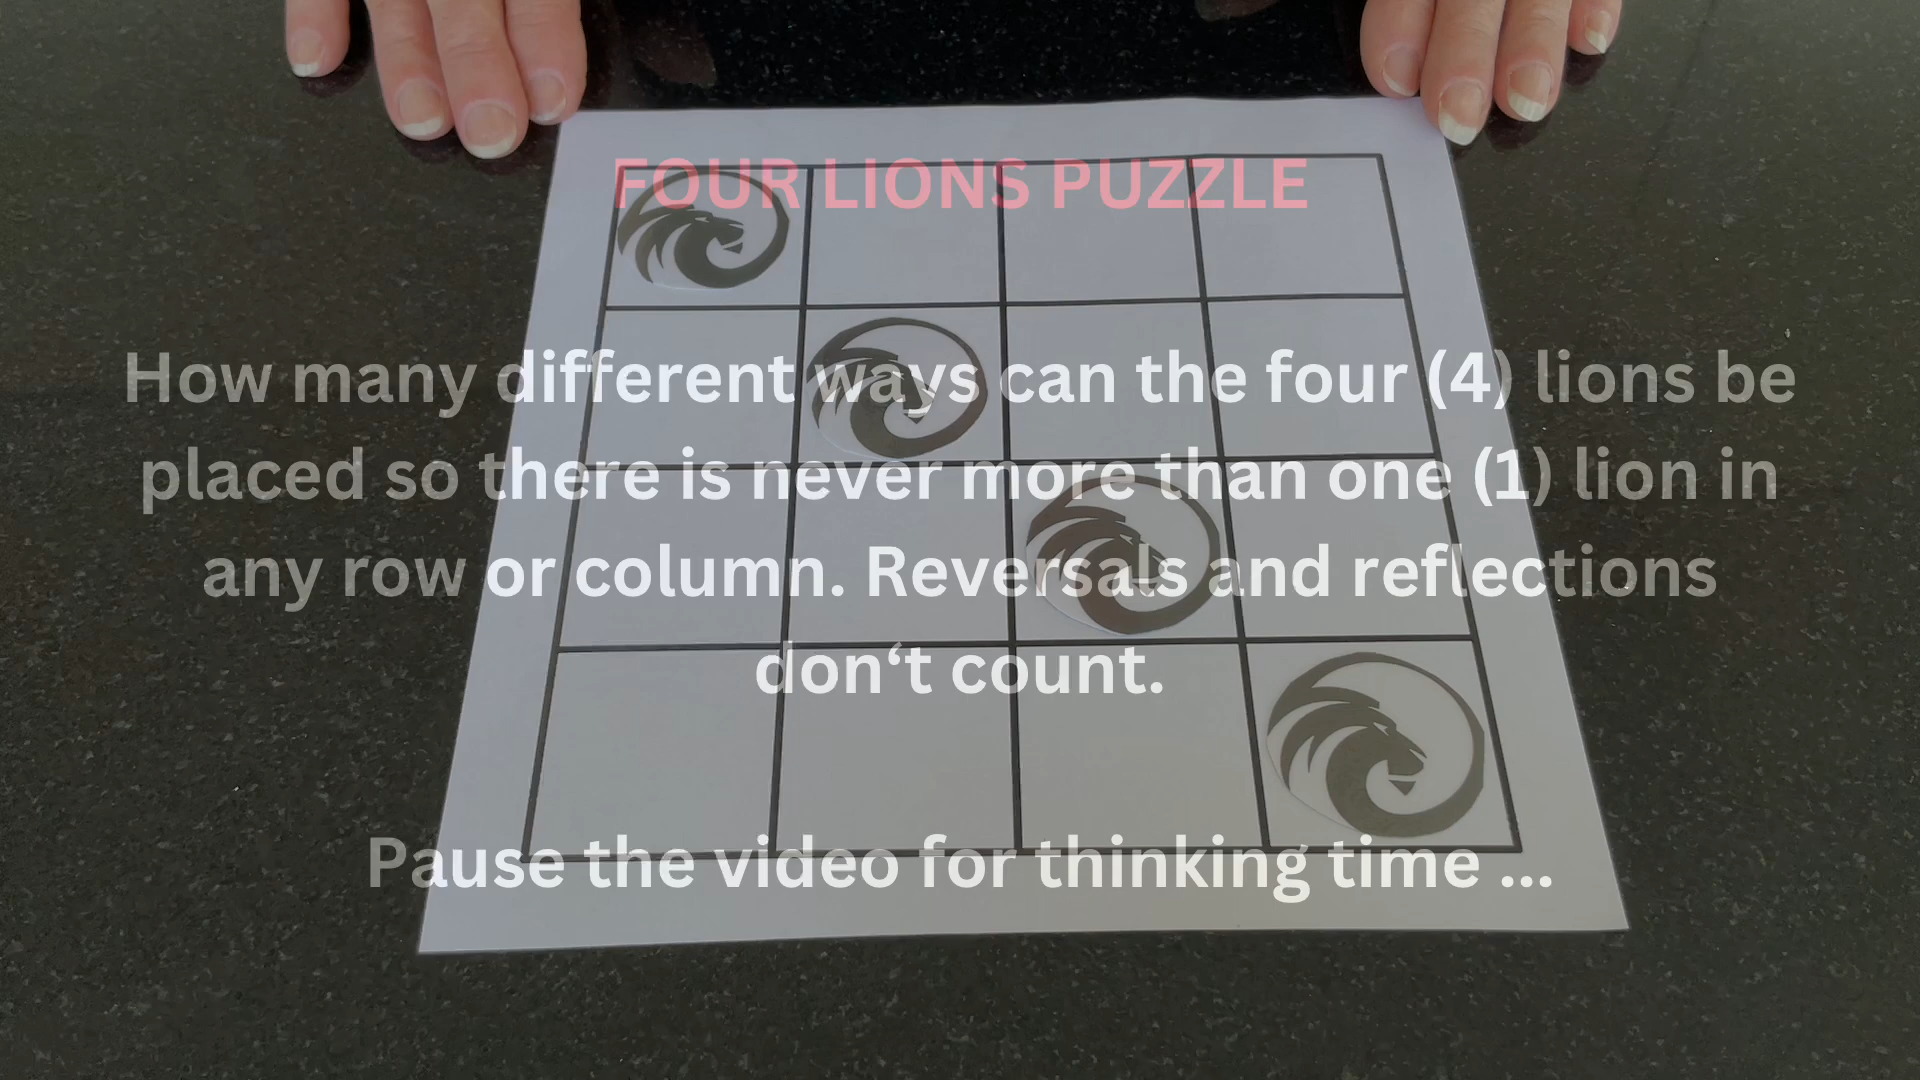 FOUR LIONS PUZZLE
How many different ways can the four (4) lions be
placed so there is never more than one (1) lion in
any row or column. Reversals and reflections
don‘t count.
Pause the video for thinking time ...